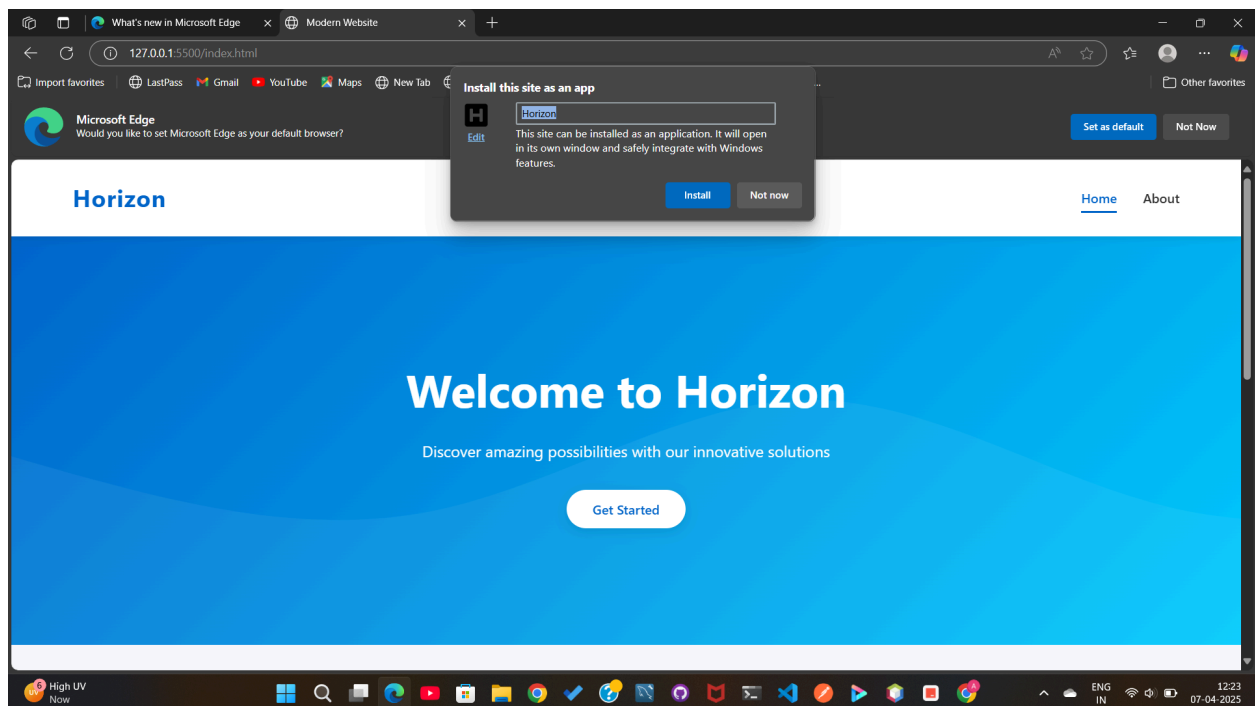 What's new in Microsoft Edge
Modern Website
127.0.0.1:5500/index.html
Import favorites
LastPass
Gmail
YouTube
Maps
New Tab
...
Other favorites
Install this site as an app
H
Horizon
Edit
This site can be installed as an application. It will open
in its own window and safely integrate with Windows
features.
Install
Not now
Microsoft Edge
Would you like to set Microsoft Edge as your default browser?
Set as default
Not Now
Horizon
Home
About
Welcome to Horizon
Discover amazing possibilities with our innovative solutions
Get Started
6
UV
High UV
Now
ENG
IN
12:23
07-04-2025